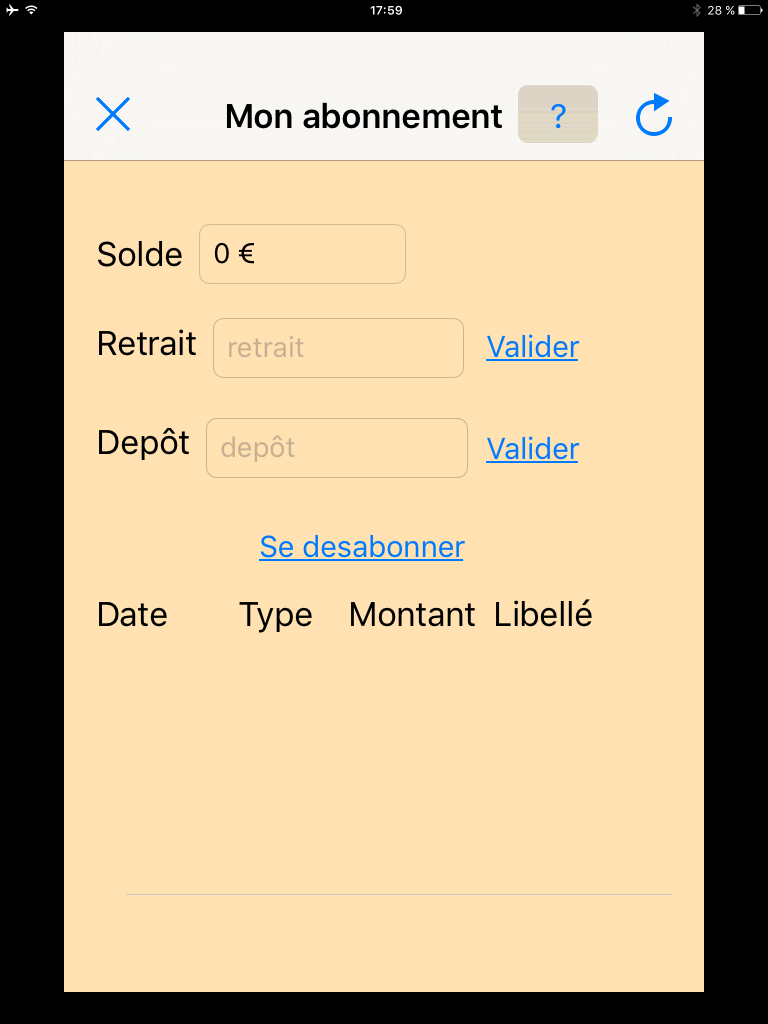 17:59 28 %
Mon abonnement ?
Solde 0 €
Retrait retrait Valider
Depôt depôt Valider
Se desabonner
Date Type Montant Libellé